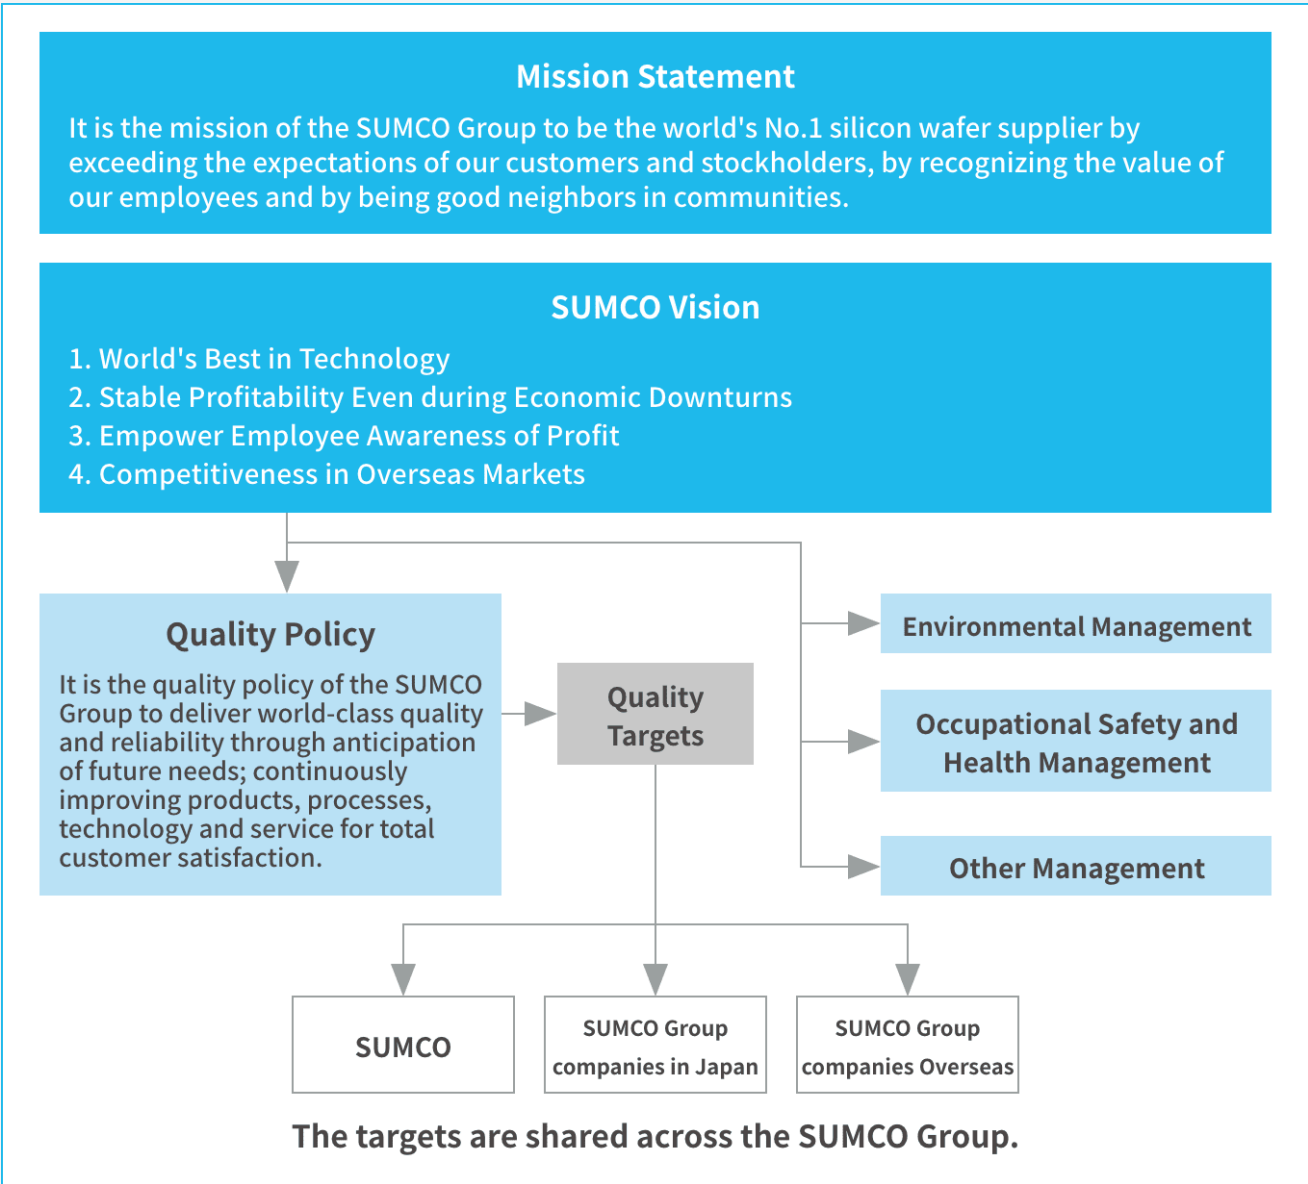 Mission Statement
It is the mission of the SUMCO Group to be the world's No.1 silicon wafer supplier by
exceeding the expectations of our customers and stockholders, by recognizing the value of
our employees and by being good neighbors in communities.
SUMCO Vision
1. World's Best in Technology
2. Stable Profitability Even during Economic Downturns
3. Empower Employee Awareness of Profit
4. Competitiveness in Overseas Markets
Quality Policy
It is the quality policy of the SUMCO
Group to deliver world-class quality
and reliability through anticipation
of future needs; continuously
improving products, processes,
technology and service for total
customer satisfaction.
Quality
Targets
Environmental Management
Occupational Safety and
Health Management
Other Management
SUMCO
SUMCO Group
companies in Japan
SUMCO Group
companies Overseas
The targets are shared across the SUMCO Group.